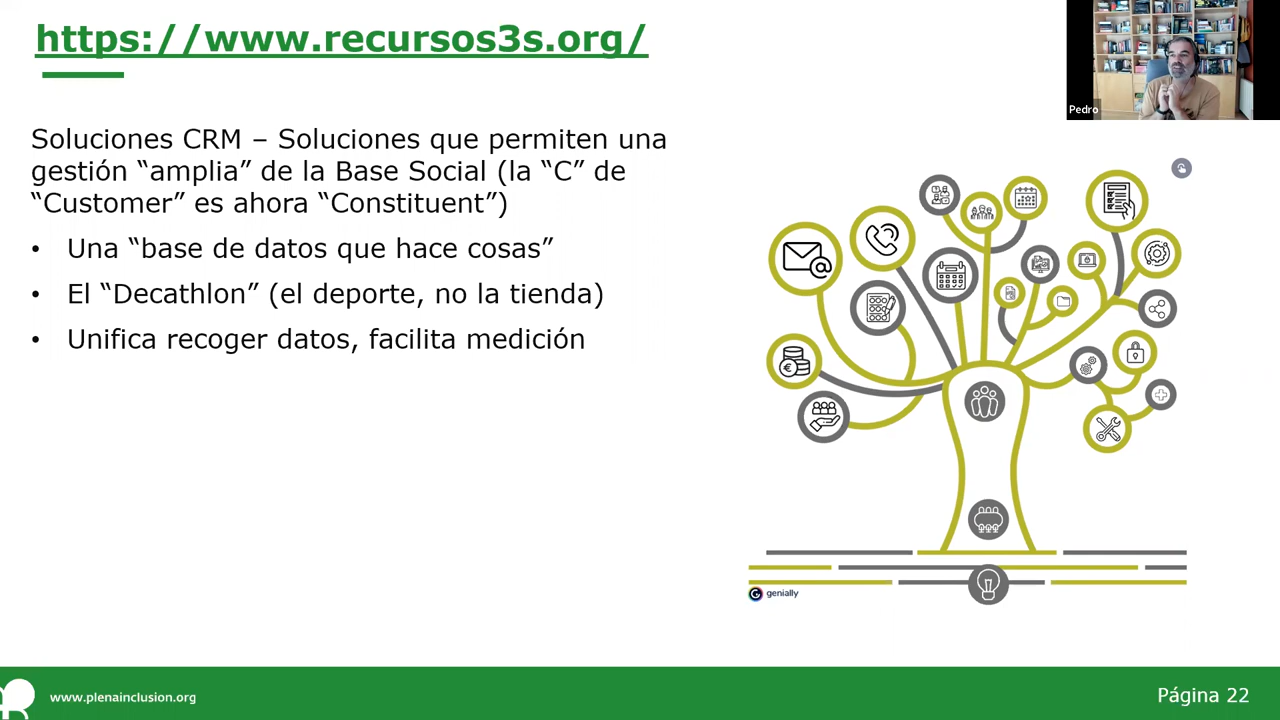 https://www.recursos3s.org/
Pedro
Soluciones CRM – Soluciones que permiten una
gestión “amplia” de la Base Social (la “C” de
“Customer” es ahora “Constituent”)
• Una “base de datos que hace cosas”
• El “Decathlon” (el deporte, no la tienda)
• Unifica recoger datos, facilita medición
genially
www.plenainclusion.org
Página 22